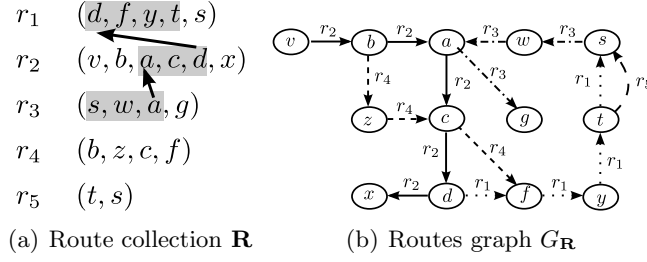 r1 (d, f, y, t, s)
r2 (v, b, a, c, d, x)
r3 (s, w, a, g)
r4 (b, z, c, f)
r5 (t, s)
(a) Route collection R
v r2 b r2 a r3 w r3 s
r4 r2 r3 r1 r5
z r4 c g t
r2 r4 r1
x r2 d r1 f r1 y
(b) Routes graph GR